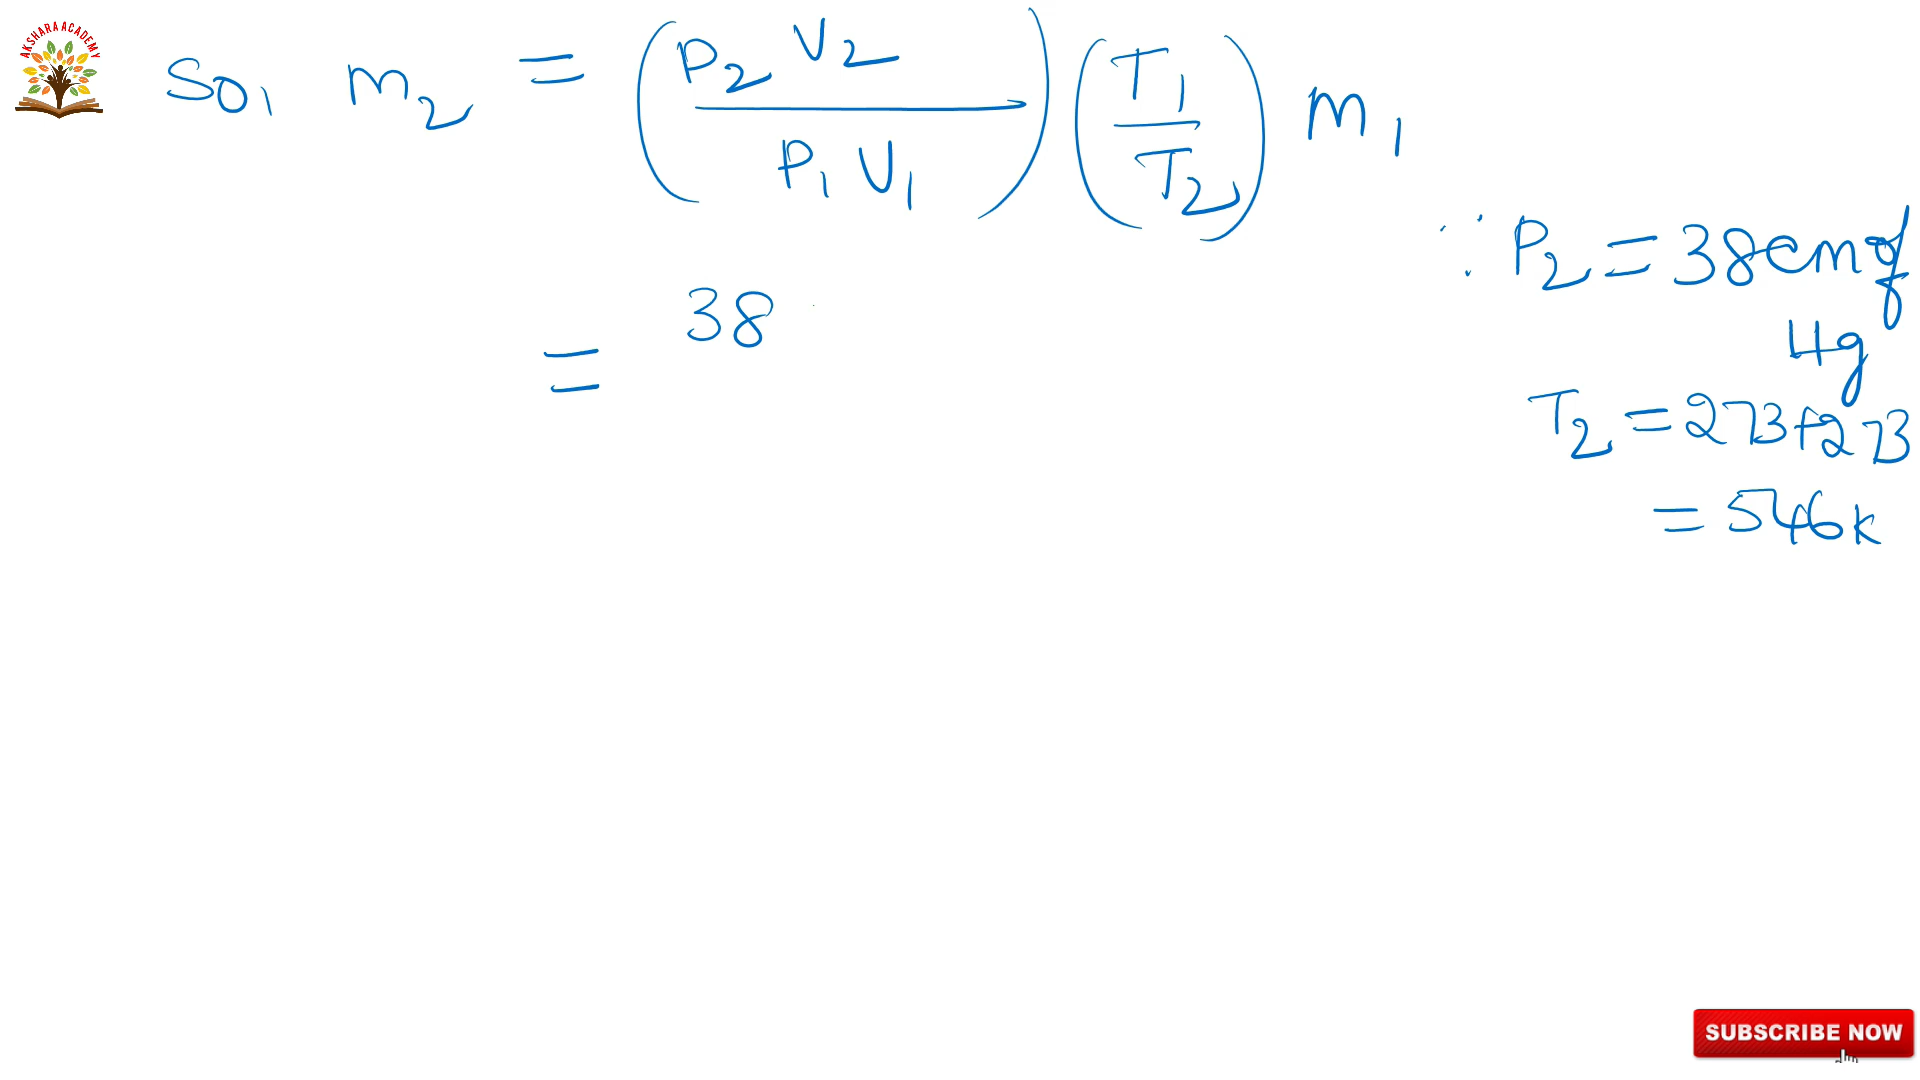 AKSHARA ACADEMY
So, m₂ = (P₂ V₂ / P₁ V₁) (T₁ / T₂) m₁
∵ P₂ = 38cm of
Hg
= 38
T₂ = 273+273
= 546K
SUBSCRIBE NOW